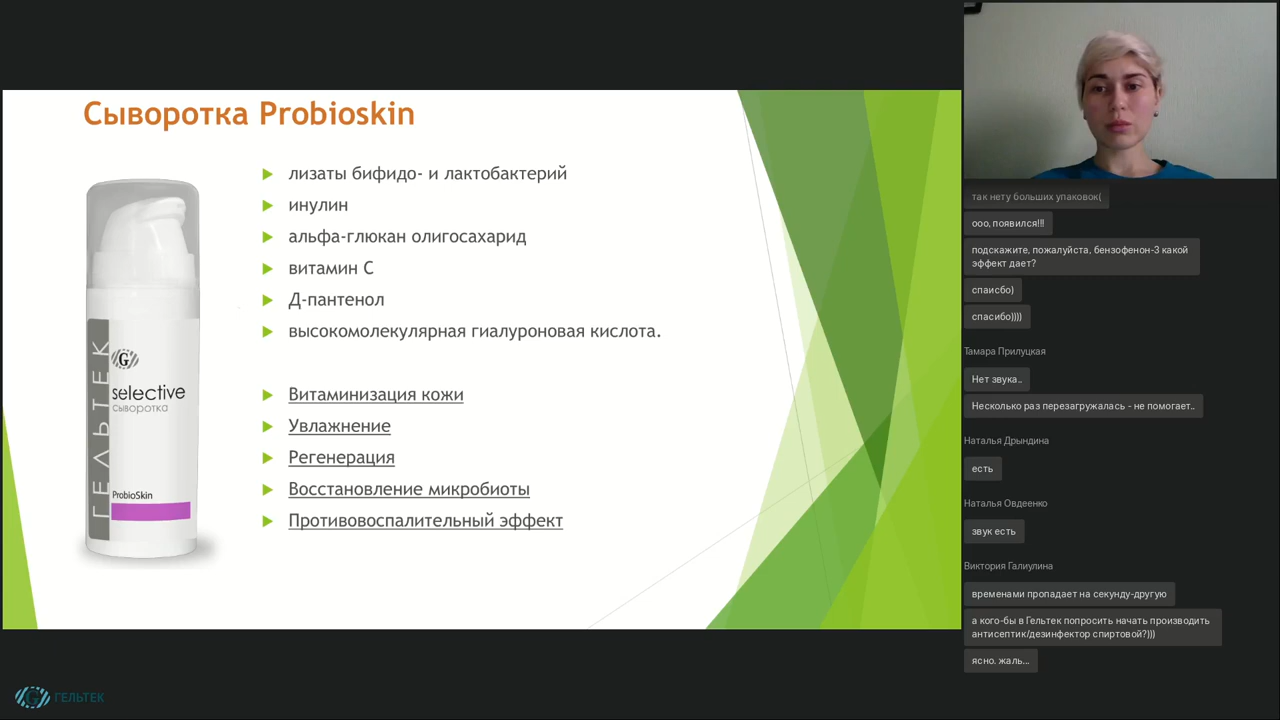 Сыворотка Probioskin
лизаты бифидо- и лактобактерий
инулин
альфа-глюкан олигосахарид
витамин С
Д-пантенол
высокомолекулярная гиалуроновая кислота.
Витаминизация кожи
Увлажнение
Регенерация
Восстановление микробиоты
Противовоспалительный эффект
ГЕЛЬТЕК
G
selective
сыворотка
ProbioSkin
так нету больших упаковок(
ооо, появился!!!
подскажите, пожалуйста, бензофенон-3 какой
эффект дает?
спаисбо)
спасибо))))
Тамара Прилуцкая
Нет звука..
Несколько раз перезагружалась - не помогает..
Наталья Дрындина
есть
Наталья Овдеенко
звук есть
Виктория Галиулина
временами пропадает на секунду-другую
а кого-бы в Гельтек попросить начать производить
антисептик/дезинфектор спиртовой?)))
ясно. жаль...
G ГЕЛЬТЕК